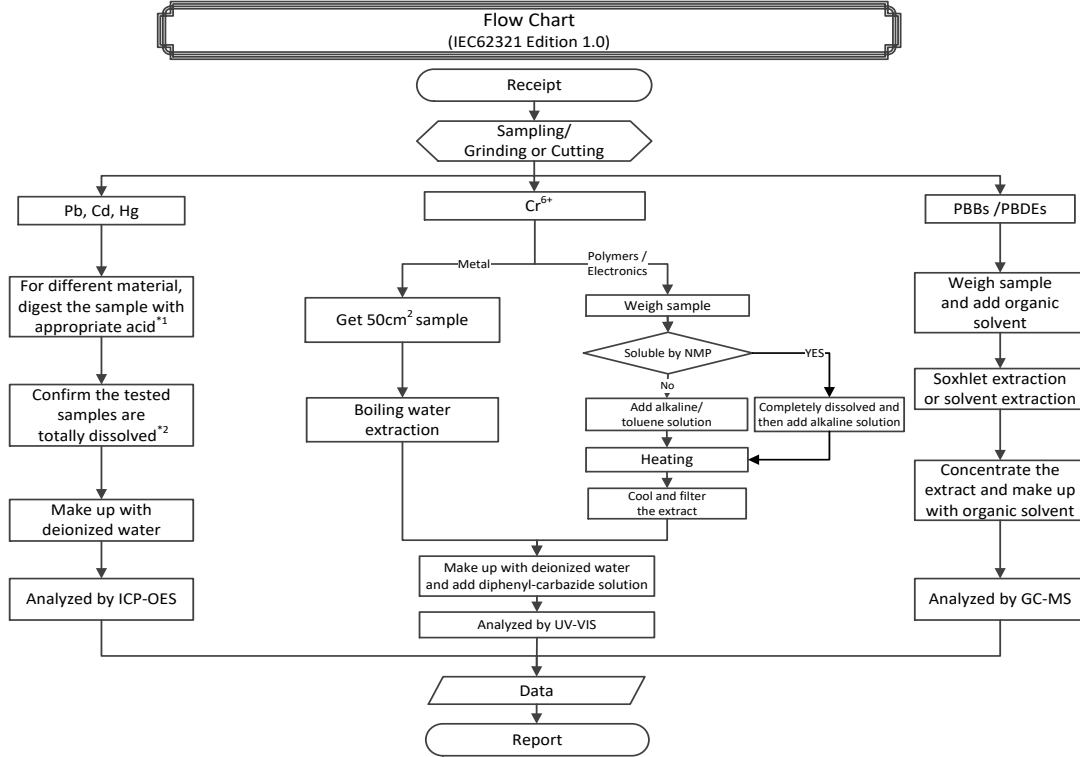 Flow Chart
(IEC62321 Edition 1.0)
Receipt
Sampling/
Grinding or Cutting
Pb, Cd, Hg
For different material,
digest the sample with
appropriate acid*1
Confirm the tested
samples are
totally dissolved*2
Make up with
deionized water
Analyzed by ICP-OES
Cr6+
Metal
Get 50cm2 sample
Boiling water
extraction
Polymers /
Electronics
Weigh sample
Soluble by NMP
YES
No
Add alkaline/
toluene solution
Completely dissolved and
then add alkaline solution
Heating
Cool and filter
the extract
Make up with deionized water
and add diphenyl-carbazide solution
Analyzed by UV-VIS
PBBs /PBDEs
Weigh sample
and add organic
solvent
Soxhlet extraction
or solvent extraction
Concentrate the
extract and make up
with organic solvent
Analyzed by GC-MS
Data
Report